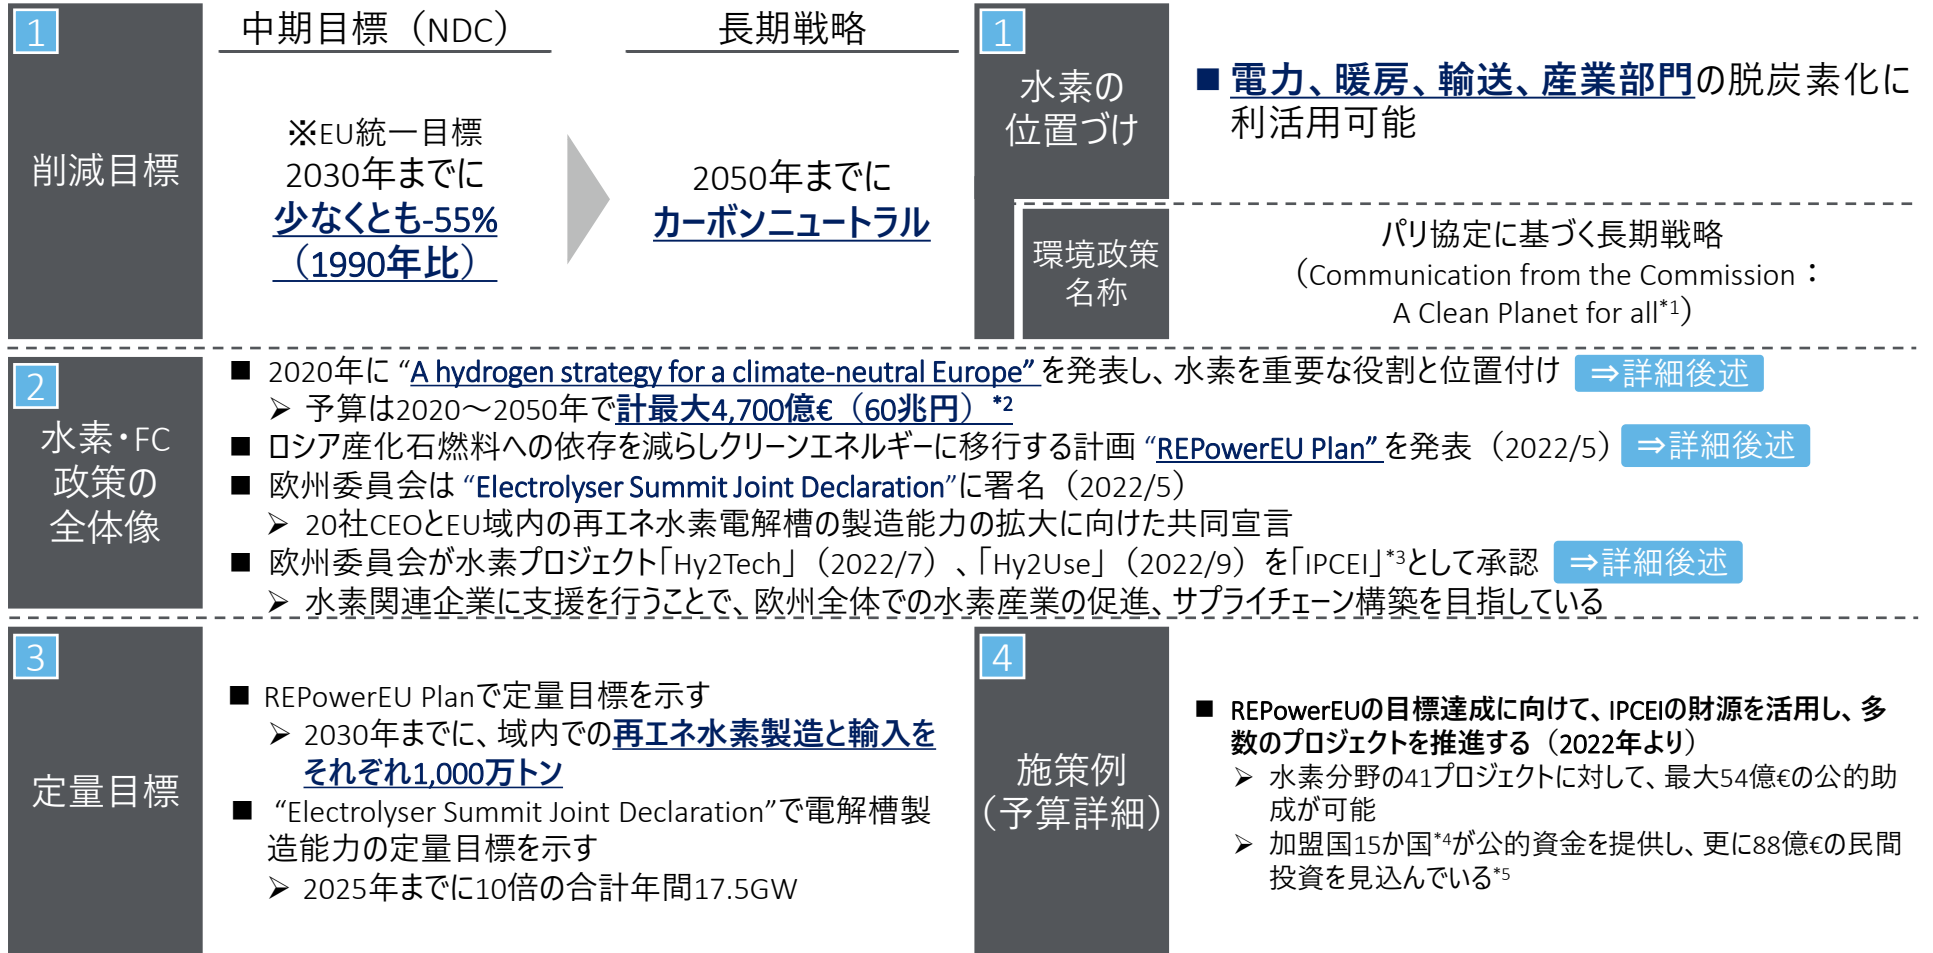 1
削減目標
中期目標（NDC）
※EU統一目標
2030年までに
少なくとも-55%
（1990年比）
長期戦略
2050年までに
カーボンニュートラル
1
水素の
位置づけ
■ 電力、暖房、輸送、産業部門の脱炭素化に
利活用可能
環境政策
名称
パリ協定に基づく長期戦略
（Communication from the Commission：
A Clean Planet for all*1）
2
水素・FC
政策の
全体像
■ 2020年に “A hydrogen strategy for a climate-neutral Europe” を発表し、水素を重要な役割と位置付け ⇒詳細後述
➢ 予算は2020～2050年で計最大4,700億€（60兆円）*2
■ ロシア産化石燃料への依存を減らしクリーンエネルギーに移行する計画 “REPowerEU Plan” を発表（2022/5） ⇒詳細後述
■ 欧州委員会は “Electrolyser Summit Joint Declaration”に署名（2022/5）
➢ 20社CEOとEU域内の再エネ水素電解槽の製造能力の拡大に向けた共同宣言
■ 欧州委員会が水素プロジェクト「Hy2Tech」（2022/7）、「Hy2Use」（2022/9）を「IPCEI」*3として承認 ⇒詳細後述
➢ 水素関連企業に支援を行うことで、欧州全体での水素産業の促進、サプライチェーン構築を目指している
3
定量目標
■ REPowerEU Planで定量目標を示す
➢ 2030年までに、域内での再エネ水素製造と輸入を
それぞれ1,000万トン
■ “Electrolyser Summit Joint Declaration”で電解槽製
造能力の定量目標を示す
➢ 2025年までに10倍の合計年間17.5GW
4
施策例
（予算詳細）
■ REPowerEUの目標達成に向けて、IPCEIの財源を活用し、多
数のプロジェクトを推進する（2022年より）
➢ 水素分野の41プロジェクトに対して、最大54億€の公的助
成が可能
➢ 加盟国15か国*4が公的資金を提供し、更に88億€の民間
投資を見込んでいる*5